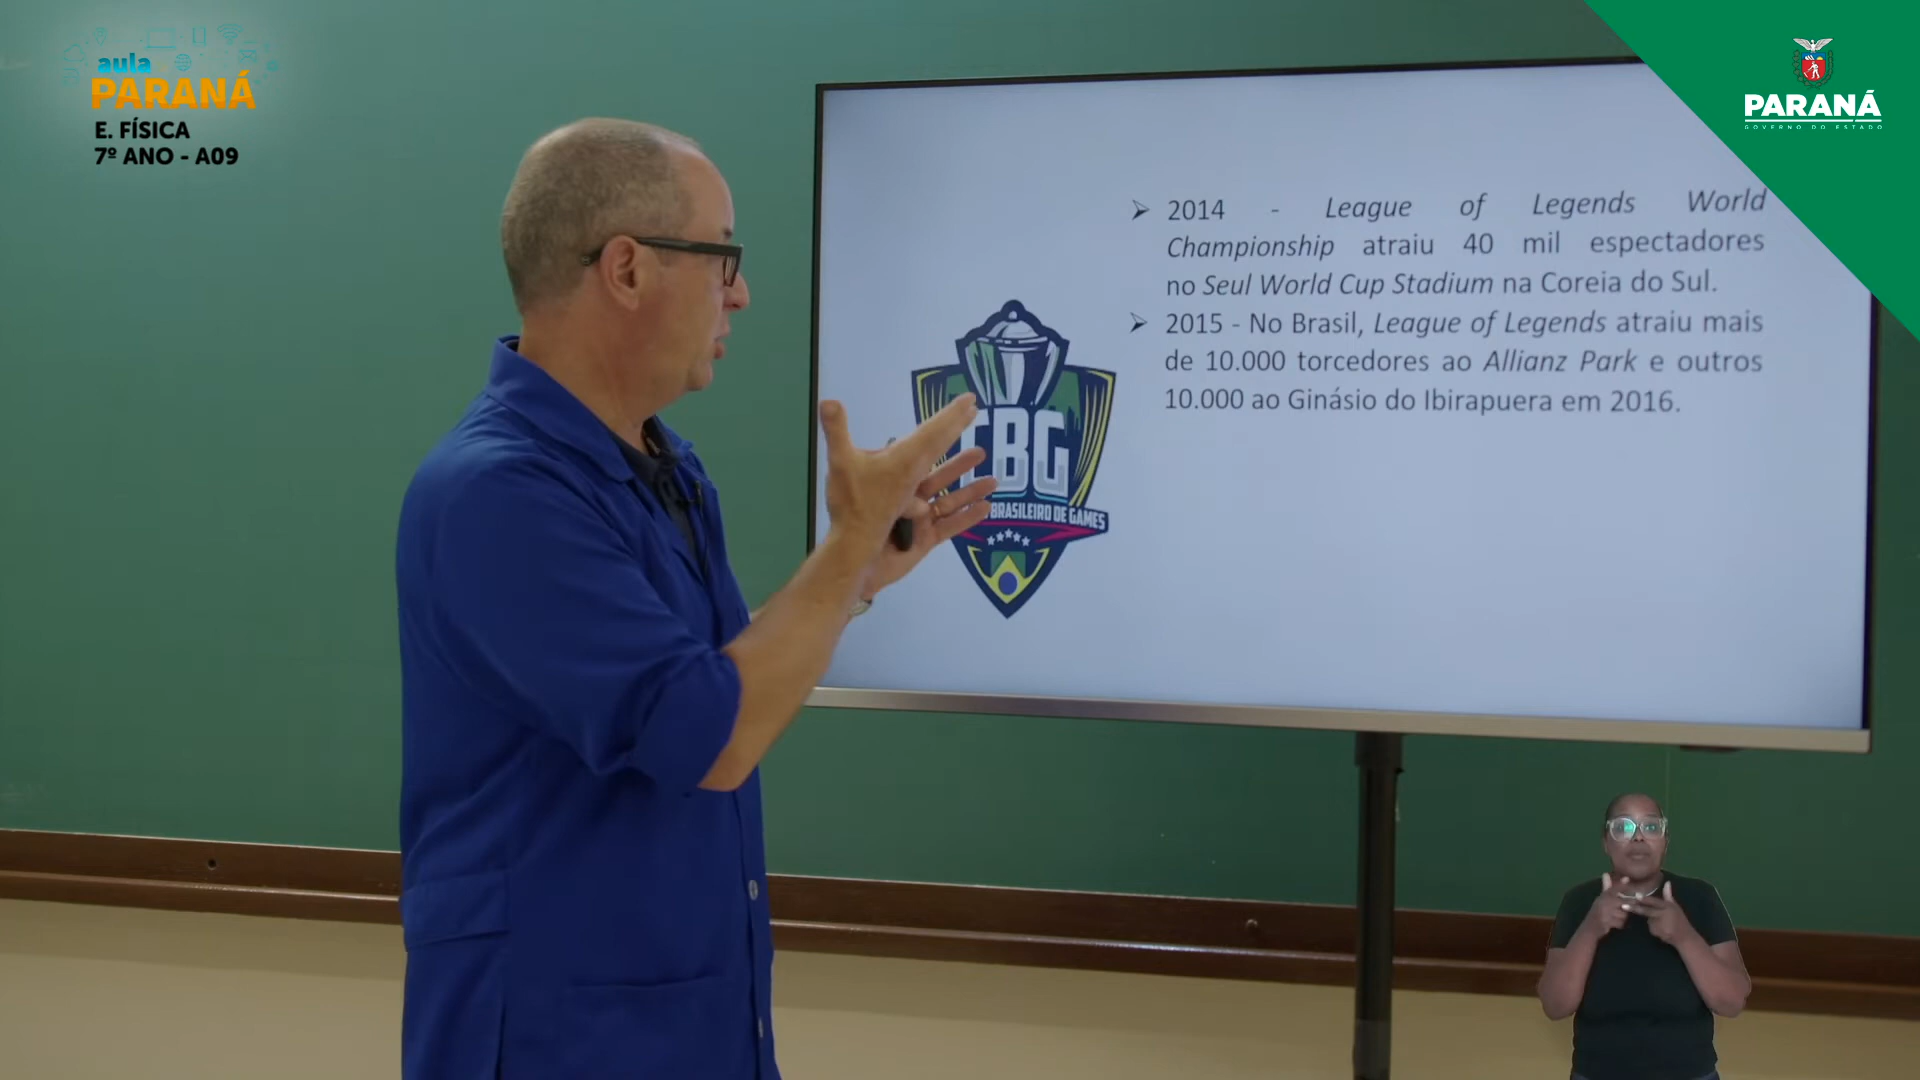 aula
PARANÁ
E. FÍSICA
7º ANO - A09
PARANÁ
GOVERNO DO ESTADO
➢ 2014 - League of Legends World
Championship atraiu 40 mil espectadores
no Seul World Cup Stadium na Coreia do Sul.
➢ 2015 - No Brasil, League of Legends atraiu mais
de 10.000 torcedores ao Allianz Park e outros
10.000 ao Ginásio do Ibirapuera em 2016.
CBG
BRASILEIRO DE GAMES